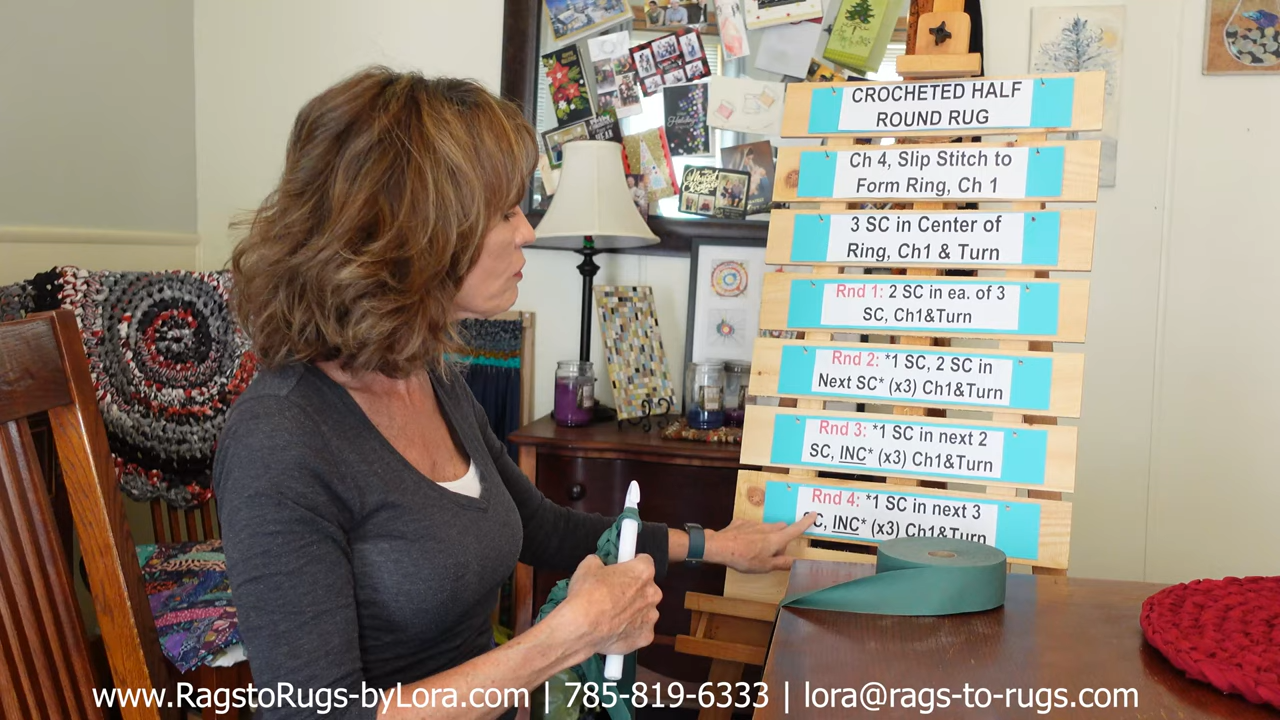 CROCHETED HALF
ROUND RUG
Ch 4, Slip Stitch to
Form Ring, Ch 1
3 SC in Center of
Ring, Ch1 & Turn
Rnd 1: 2 SC in ea. of 3
SC, Ch1&Turn
Rnd 2: *1 SC, 2 SC in
Next SC* (x3) Ch1&Turn
Rnd 3: *1 SC in next 2
SC, INC* (x3) Ch1&Turn
Rnd 4: *1 SC in next 3
SC, INC* (x3) Ch1&Turn
www.RagstoRugs-byLora.com | 785-819-6333 | lora@rags-to-rugs.com